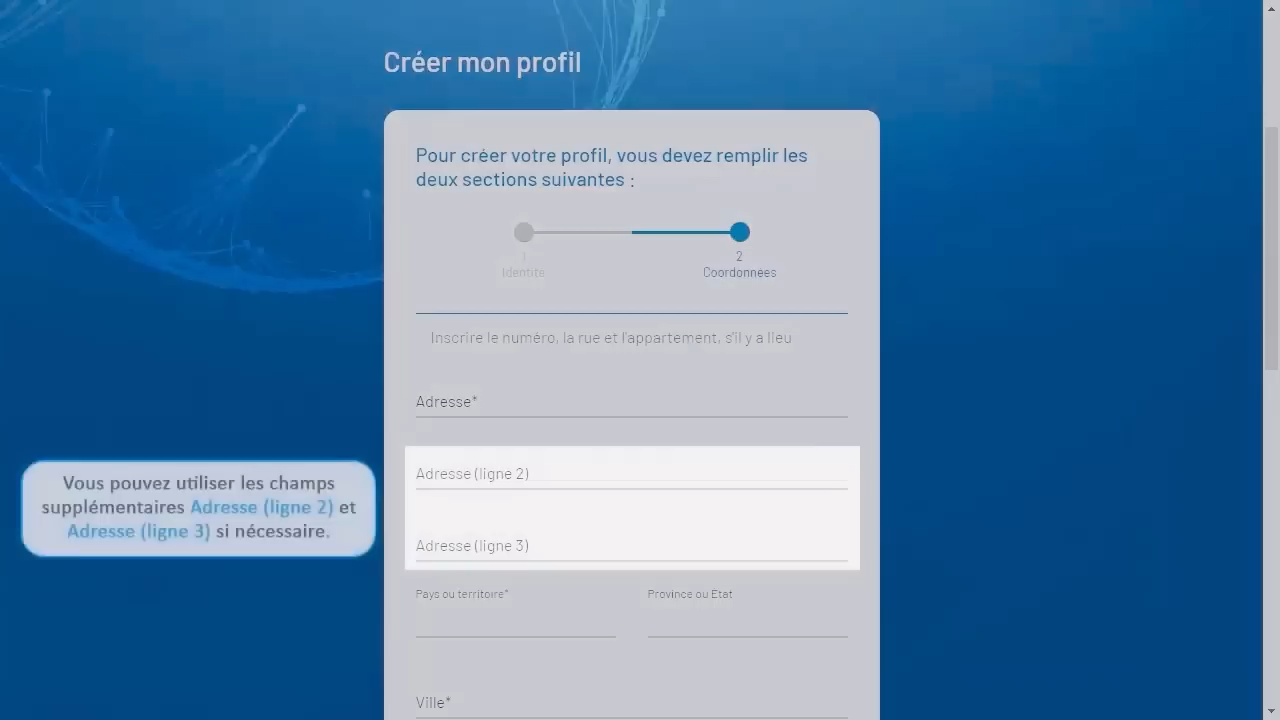 Créer mon profil
Pour créer votre profil, vous devez remplir les
deux sections suivantes :
1
Identité
2
Coordonnées
Inscrire le numéro, la rue et l'appartement, s'il y a lieu
Adresse*
Adresse (ligne 2)
Vous pouvez utiliser les champs
supplémentaires Adresse (ligne 2) et
Adresse (ligne 3) si nécessaire.
Adresse (ligne 3)
Pays ou territoire*
Province ou État
Ville*